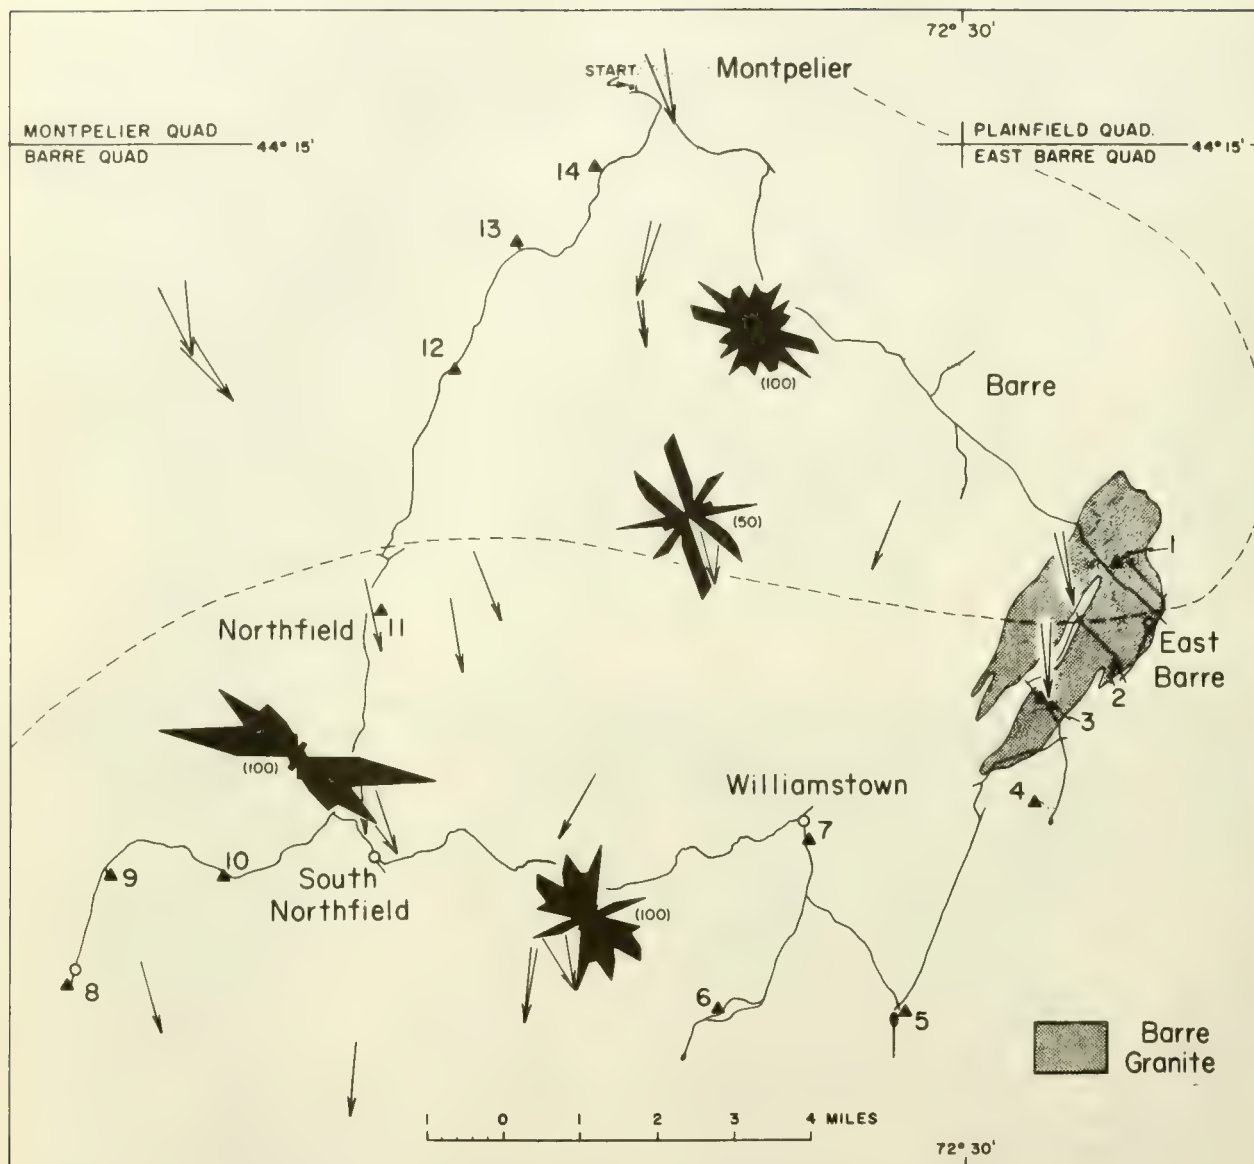 72° 30'
START
Montpelier
MONTPELIER QUAD
BARRE QUAD
44° 15'
PLAINFIELD QUAD.
EAST BARRE QUAD
44° 15'
14
13
(100)
12
Barre
(50)
1
11
Northfield
East
Barre
2
3
(100)
Williamstown
4
7
10
9
South
Northfield
(100)
8
6
5
Barre
Granite
1 0 1 2 3 4 MILES
72° 30'